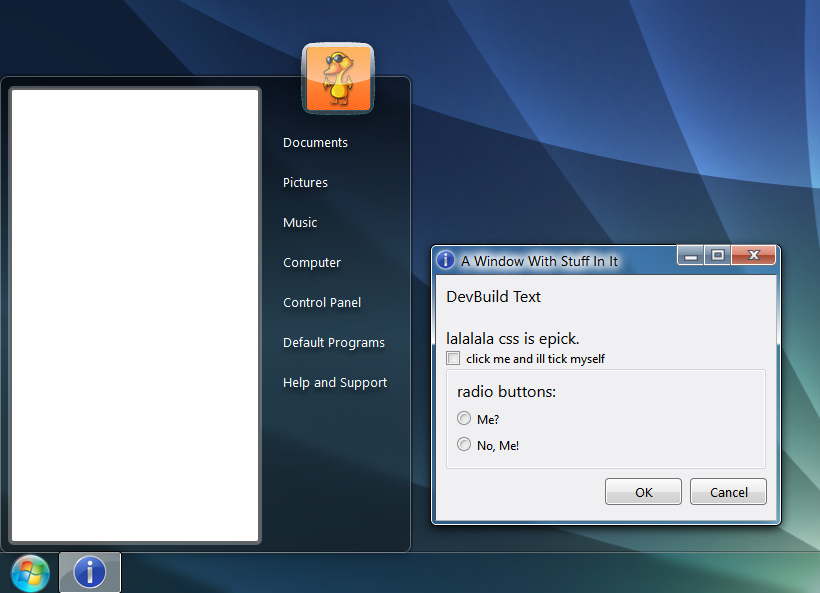 Documents
Pictures
Music
Computer
Control Panel
Default Programs
Help and Support
A Window With Stuff In It
DevBuild Text
lalalala css is epick.
click me and ill tick myself
radio buttons:
Me?
No, Me!
OK
Cancel